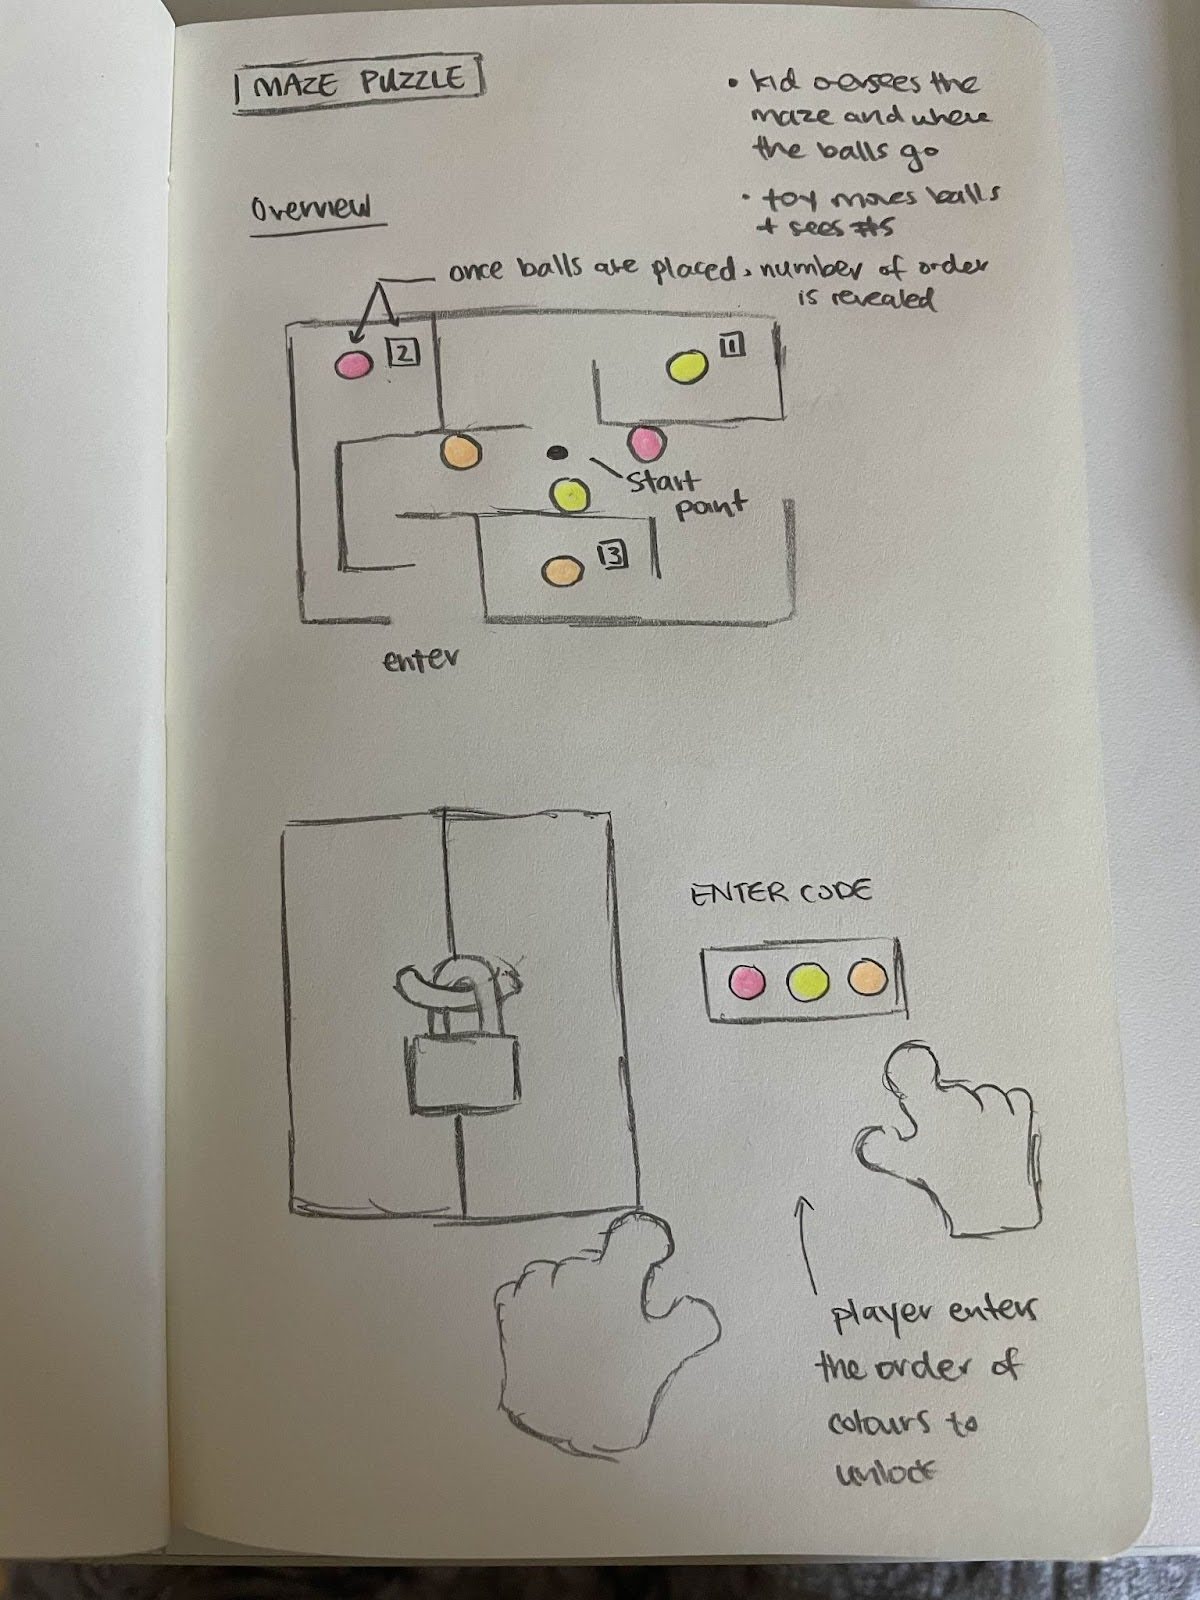 MAZE PUZZLE
• kid oversees the
maze and where
the balls go
• toy moves balls
+ sees #s
Overview
once balls are placed, number of order
is revealed
2
1
start
point
3
enter
ENTER CODE
player enters
the order of
colours to
unlock